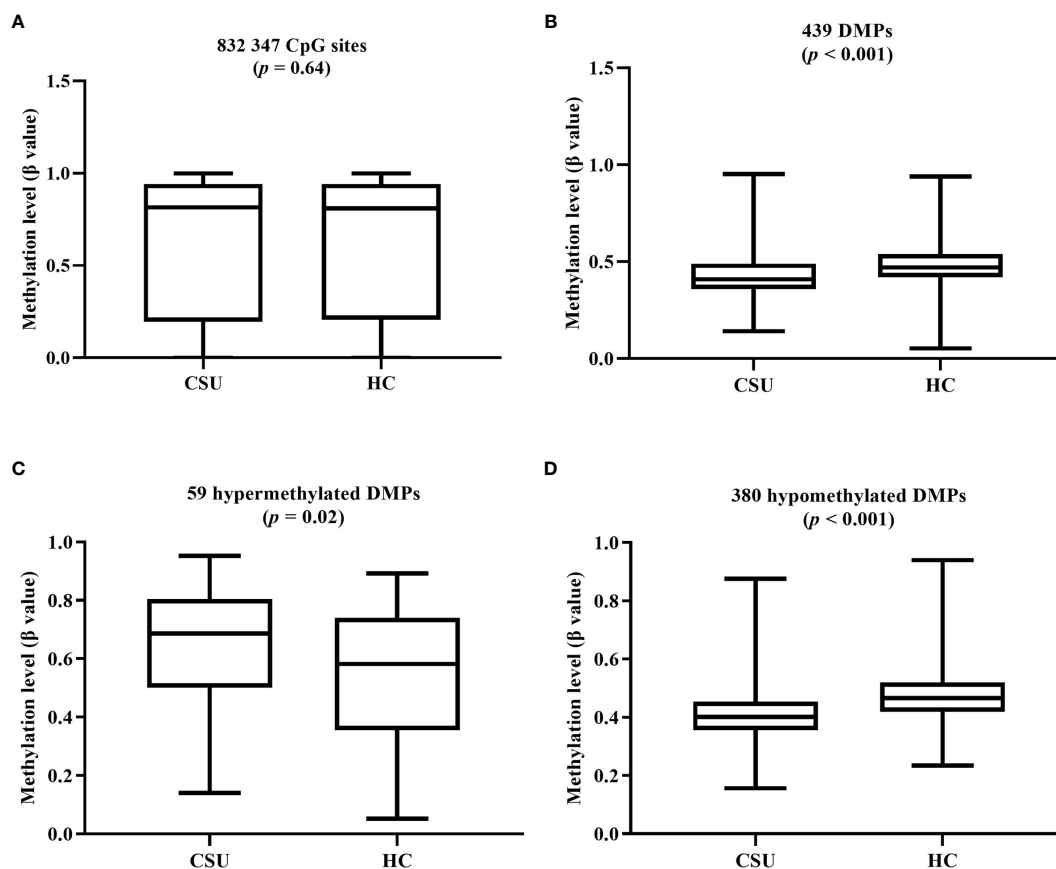 A
832 347 CpG sites
(p = 0.64)
Methylation level (β value)
1.5
1.0
0.5
0.0
CSU
HC
B
439 DMPs
(p < 0.001)
Methylation level (β value)
1.5
1.0
0.5
0.0
CSU
HC
C
59 hypermethylated DMPs
(p = 0.02)
Methylation level (β value)
1.0
0.8
0.6
0.4
0.2
0.0
CSU
HC
D
380 hypomethylated DMPs
(p < 0.001)
Methylation level (β value)
1.0
0.8
0.6
0.4
0.2
0.0
CSU
HC